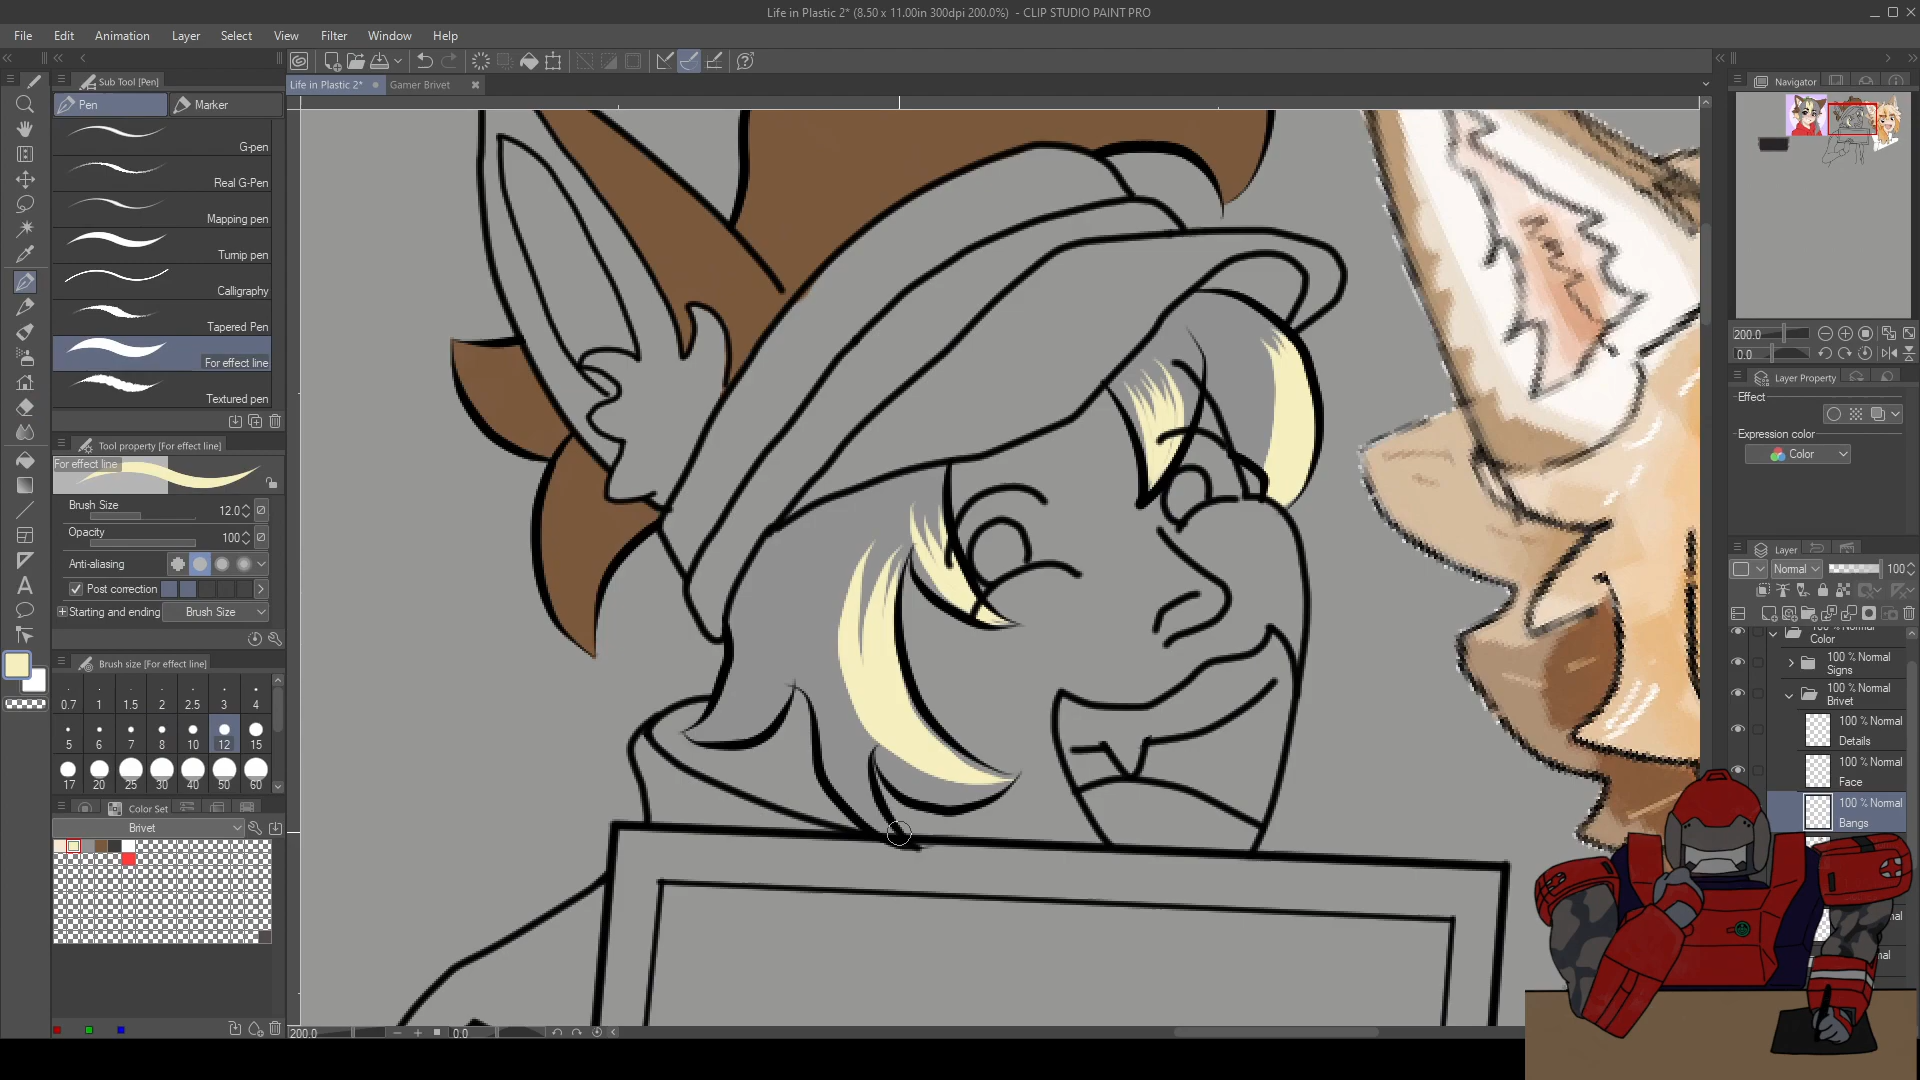 Life in Plastic 2* (8.50 x 11.00in 300dpi 200.0%) - CLIP STUDIO PAINT PRO
File Edit Animation Layer Select View Filter Window Help
Sub Tool [Pen]
Life in Plastic 2* Gamer Brivet
Navigator
Pen Marker
G-pen
Real G-Pen
Mapping pen
Turnip pen
Calligraphy
Tapered Pen
For effect line
Textured pen
200.0
0.0
Layer Property
Effect
Expression color
Color
Tool property [For effect line]
For effect line
Brush Size 12.0
Opacity 100
Anti-aliasing
Post correction
Starting and ending Brush Size
Layer
Normal 100
Brush size [For effect line]
0.7 1 1.5 2 2.5 3 4
5 6 7 8 10 12 15
17 20 25 30 40 50 60
Color Set
Brivet
100 % Normal
Color
100 % Normal
Signs
100 % Normal
Brivet
100 % Normal
Details
100 % Normal
Face
100 % Normal
Bangs
200.0 0.0